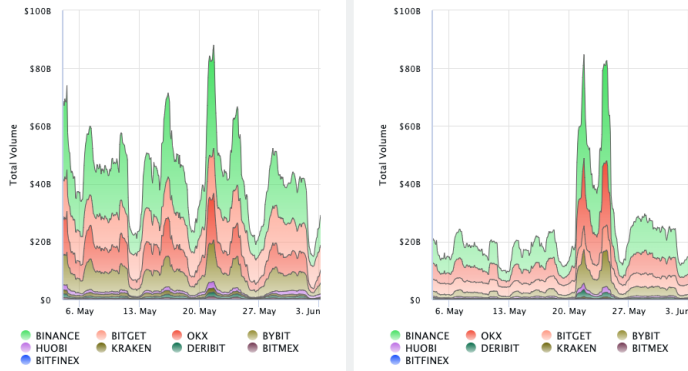 $100B
$80B
$60B
$40B
$20B
$0
Total Volume
6. May 13. May 20. May 27. May 3. Jun
BINANCE BITGET OKX BYBIT
HUOBI KRAKEN DERIBIT BITMEX
BITFINEX
$100B
$80B
$60B
$40B
$20B
$0
Total Volume
6. May 13. May 20. May 27. May 3. Jun
BINANCE OKX BITGET BYBIT
HUOBI DERIBIT KRAKEN BITMEX
BITFINEX